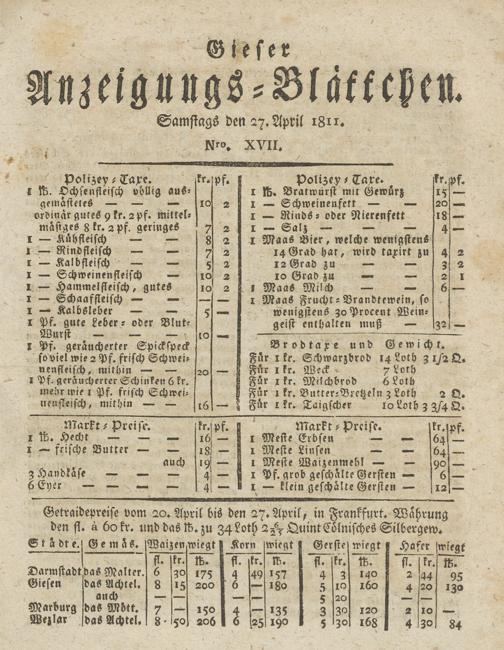 Gieser
Anzeigungs-Blättchen.
Samstags den 27. April 1811.
Nro. XVII.
Polizey-Taxe. kr. pf.
1 ℔. Ochsenfleisch völlig aus-
gemästetes — — 10 2
ordinär gutes 9 kr. 2 pf. mittel-
mäsiges 8 kr. 2 pf. geringes 7 2
1 — Kühfleisch — — 8 2
1 — Rindfleisch — — 7 2
1 — Kalbfleisch — — 5 2
1 — Schweinenfleisch — — 10 2
1 — Hammelfleisch, gutes 10 2
1 — Schaaffleisch — — — —
1 — Kalbsleber — — 5 —
1 Pf. gute Leber- oder Blut-
Wurst — — — 10 —
1 Pf. geräucherter Spickspeck
so viel wie 2 Pf. frisch Schwei-
nenfleisch, mithin — — 20 —
1 Pf. geräucherter Schinken 6 kr.
mehr wie 1 Pf. frisch Schwei-
nenfleisch, mithin — — 16 —
Polizey-Taxe. kr. pf.
1 ℔. Bratwurst mit Gewürz 15 —
1 — Schweinenfett — — 20 —
1 — Rinds- oder Nierenfett 18 —
1 — Salz — — — 4 —
1 Maas Bier, welche wenigstens
14 Grad hat, wird taxirt zu 4 2
12 Grad zu — — 3 2
10 Grad zu — — 2 1
1 Maas Milch — — 6 —
1 Maas Frucht-Brandtewein, so
wenigstens 30 Procent Wein-
geist enthalten muß — 32 —
Brodtaxe und Gewicht.
Für 1 kr. Schwarzbrod 14 Loth 3 1/2 Q.
Für 1 kr. Weck 7 Loth
Für 1 kr. Milchbrod 6 Loth
Für 1 kr. Butter-Bretzeln 3 Loth 2 Q.
Für 1 kr. Taigscher 10 Loth 3 3/4 Q.
Markt-Preise. kr. pf.
1 ℔. Hecht — — — 16 —
1 — frische Butter — — 18 —
auch 19 —
3 Handkäse — — — 4 —
6 Eyer — — — 4 —
Markt-Preise. kr. pf.
1 Meste Erbsen — — 64 —
1 Meste Linsen — — 64 —
1 Meste Waizenmehl — — 90 —
1 Pf. grob geschälte Gersten — 6 —
1 — klein geschälte Gersten — 12 —
Getraidepreise vom 20. April bis den 27. April, in Frankfurt. Währung
den fl. à 60 kr. und das ℔. zu 34 Loth 2 Quint Cölnisches Silbergew.
Städte. Gemäs. Waizen wiegt Korn wiegt Gerste wiegt Hafer wiegt
fl. kr. ℔. fl. kr. ℔. fl. kr. ℔. fl. kr. ℔.
Darmstadt das Malter. 6 30 175 4 49 157 4 3 140 2 44 95
Giesen das Achtel. 8 15 200 6 — 180 5 10 160 4 20 130
auch — — 5 20 —
Marburg das Mött. 7 — 150 4 — 135 3 30 120 2 10 —
Wezlar das Achtel. 8 50 206 6 25 190 5 30 168 4 30 84